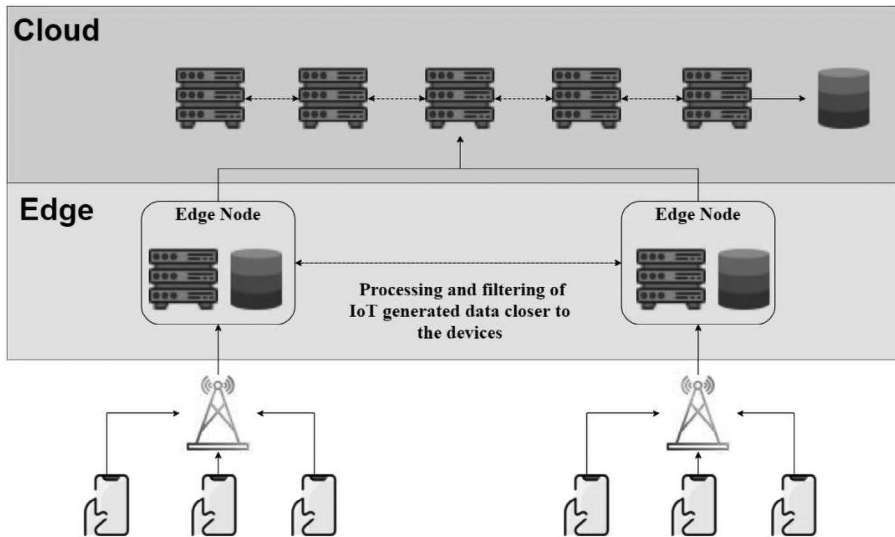 Cloud
Edge
Edge Node
Edge Node
Processing and filtering of
IoT generated data closer to
the devices